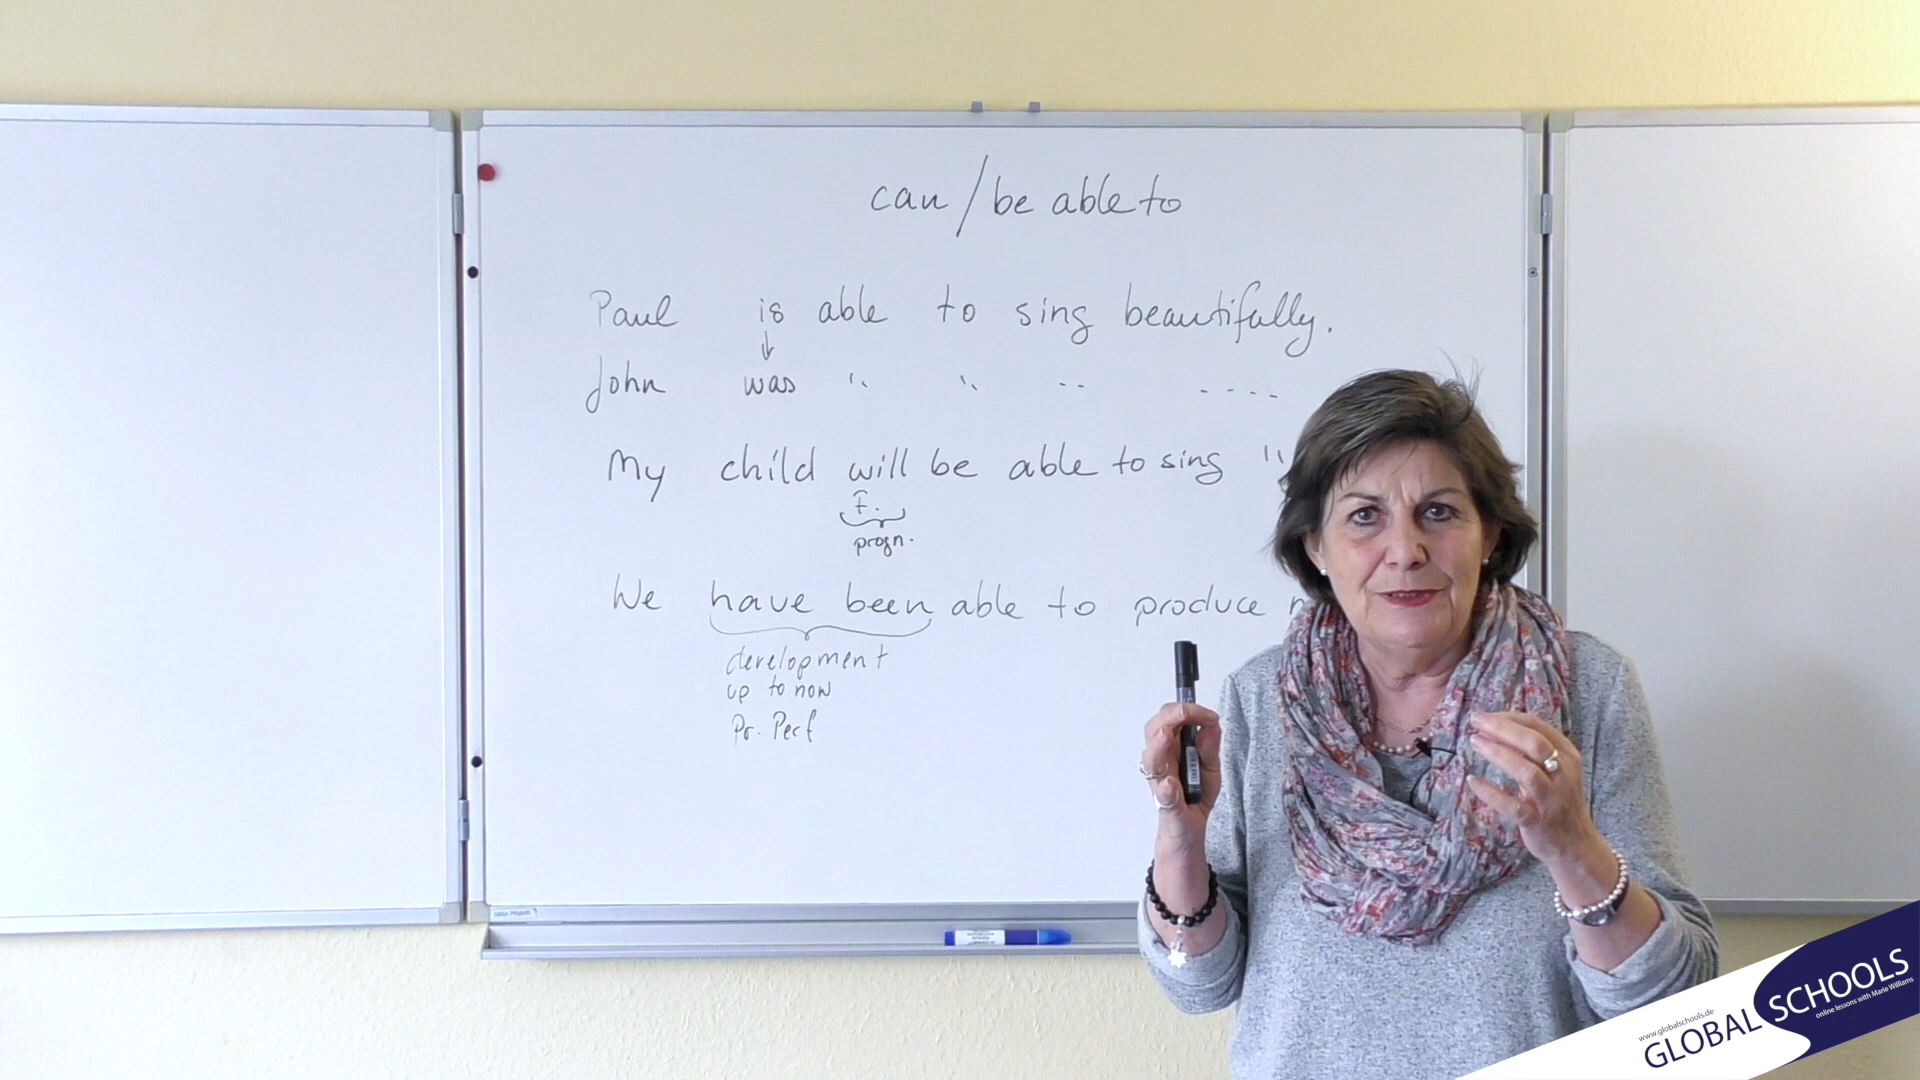 can / be able to
Paul is able to sing beautifully.
John was " " -- ----
My child will be able to sing "
F.
progn.
We have been able to produce
development
up to now
Pr. Perf
www.globalschools.de
GLOBAL SCHOOLS
online lessons with Marie Williams